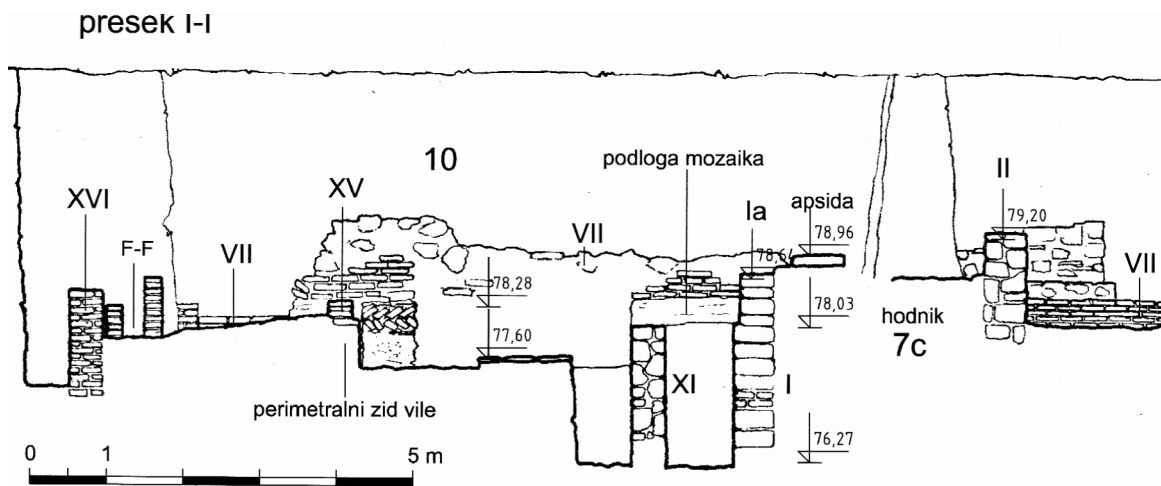 presek I-I
10
podloga mozaika
II
XVI
XV
Ia
apsida
79,20
F-F
VII
VII
78,96
VII
78,28
78,03
77,60
hodnik
7c
XI
I
perimetralni zid vile
76,27
0 1 5 m